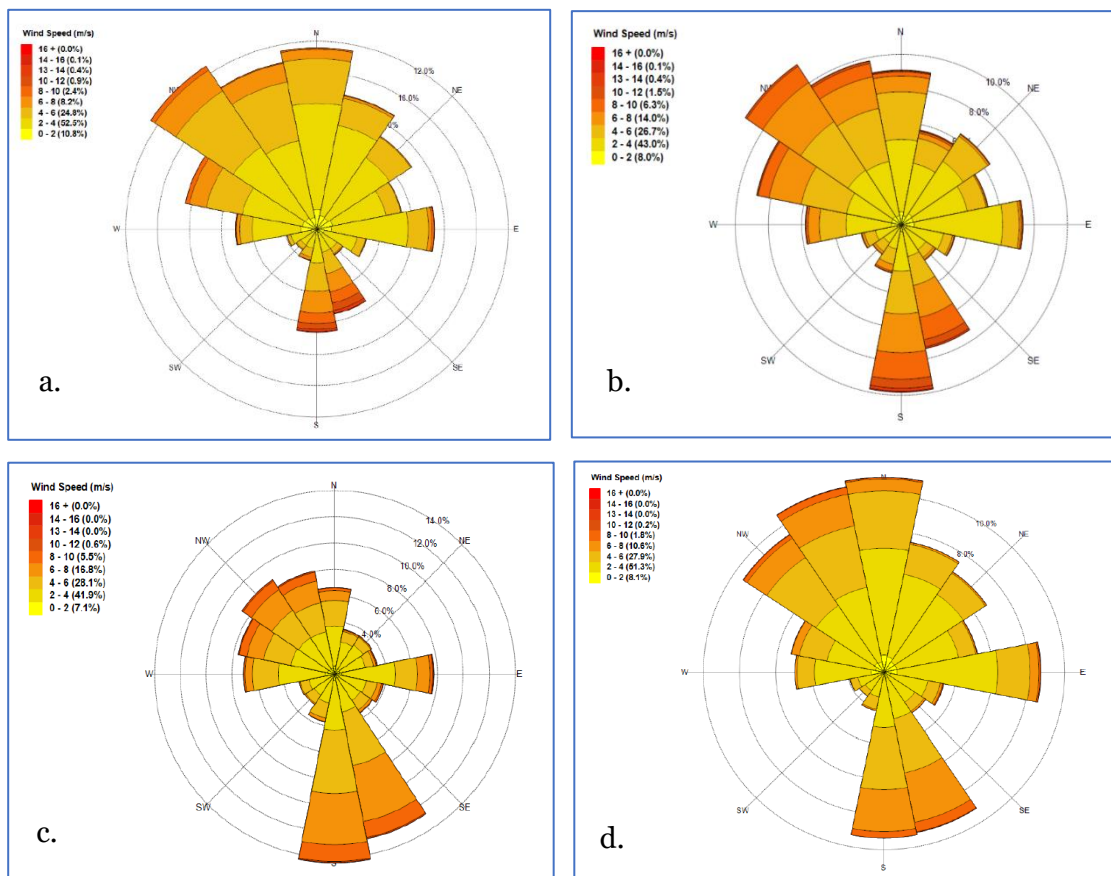 Wind Speed (m/s)
16 + (0.0%)
14 - 16 (0.1%)
13 - 14 (0.4%)
10 - 12 (0.9%)
8 - 10 (2.4%)
6 - 8 (8.2%)
4 - 6 (24.8%)
2 - 4 (52.5%)
0 - 2 (10.8%)
N
12.0%
10.0%
NE
W
E
SW
SE
S
a.
Wind Speed (m/s)
16 + (0.0%)
14 - 16 (0.1%)
13 - 14 (0.4%)
10 - 12 (1.5%)
8 - 10 (6.3%)
6 - 8 (14.0%)
4 - 6 (26.7%)
2 - 4 (43.0%)
0 - 2 (8.0%)
N
10.0%
NE
8.0%
W
E
SW
SE
S
b.
Wind Speed (m/s)
16 + (0.0%)
14 - 16 (0.0%)
13 - 14 (0.0%)
10 - 12 (0.6%)
8 - 10 (5.5%)
6 - 8 (16.8%)
4 - 6 (28.1%)
2 - 4 (41.9%)
0 - 2 (7.1%)
N
14.0%
12.0%
NW
NE
10.0%
8.0%
6.0%
4.0%
W
E
SW
SE
c.
Wind Speed (m/s)
16 + (0.0%)
14 - 16 (0.0%)
13 - 14 (0.0%)
10 - 12 (0.2%)
8 - 10 (1.8%)
6 - 8 (10.6%)
4 - 6 (27.9%)
2 - 4 (51.3%)
0 - 2 (8.1%)
10.0%
NE
8.0%
W
E
SW
SE
S
d.